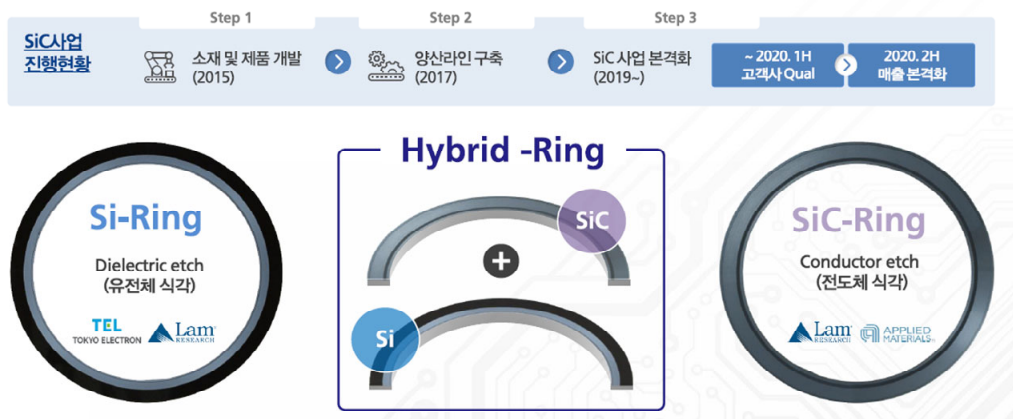 Step 1
Step 2
Step 3
SiC사업
진행현황
소재 및 제품 개발
(2015)
양산라인 구축
(2017)
SiC 사업 본격화
(2019~)
~ 2020. 1H
고객사 Qual
2020. 2H
매출 본격화
Hybrid -Ring
Si-Ring
Dielectric etch
(유전체 식각)
TEL
TOKYO ELECTRON
Lam
RESEARCH
SiC
Si
SiC-Ring
Conductor etch
(전도체 식각)
Lam
RESEARCH
APPLIED
MATERIALS